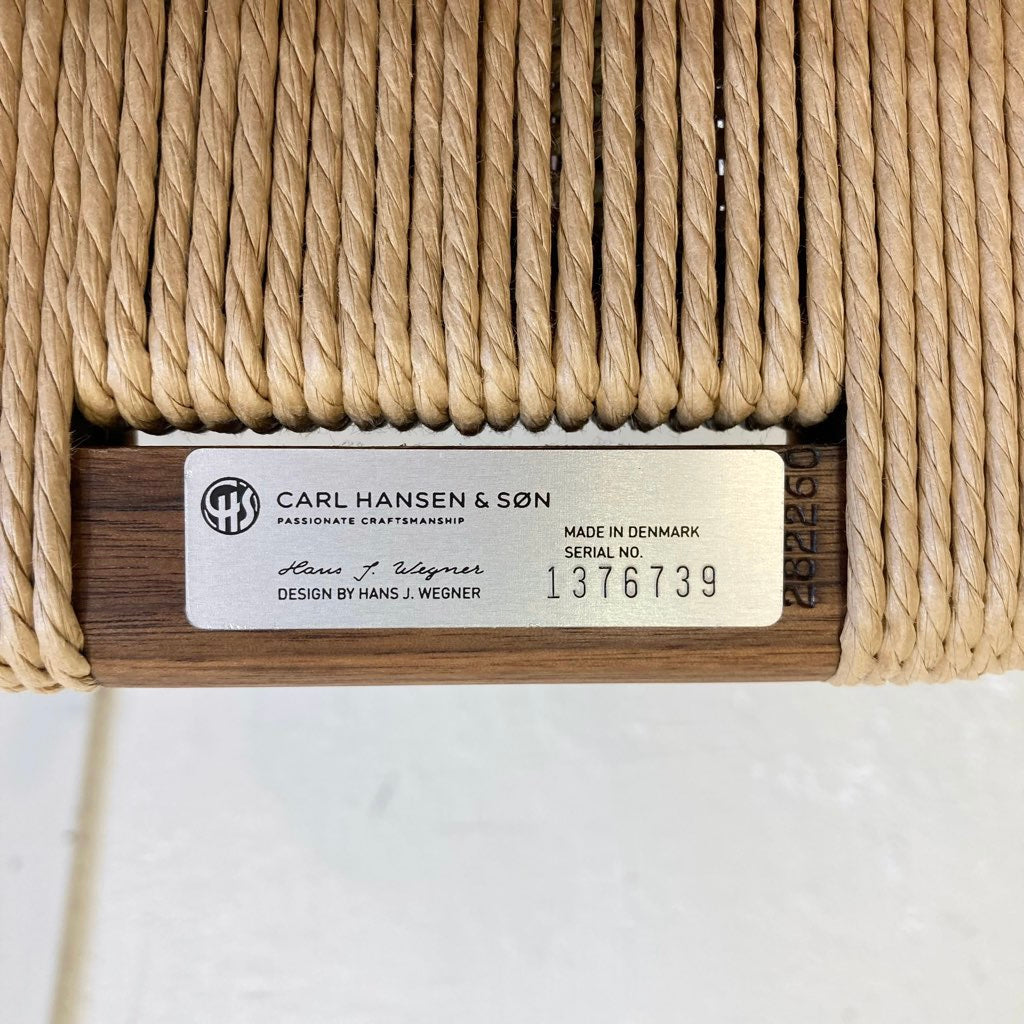 CHS
CARL HANSEN & SØN
PASSIONATE CRAFTSMANSHIP
MADE IN DENMARK
SERIAL NO.
1376739
Hans J. Wegner
DESIGN BY HANS J. WEGNER
282260